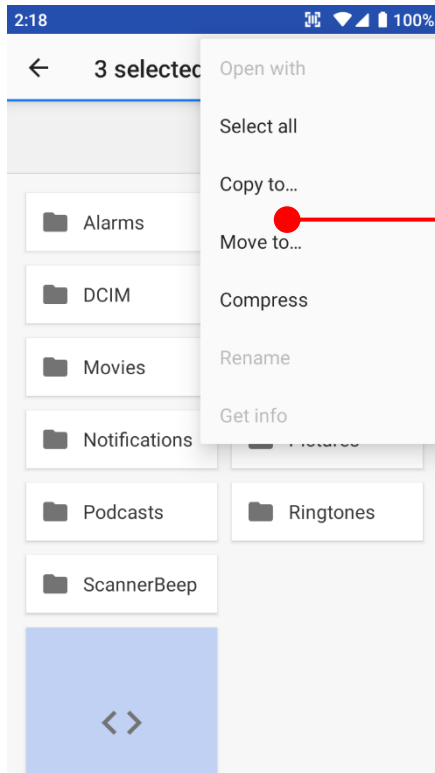 2:18 100%
3 selected
Open with
Select all
Copy to…
Move to…
Compress
Rename
Get info
Alarms
DCIM
Movies
Notifications Pictures
Podcasts Ringtones
ScannerBeep